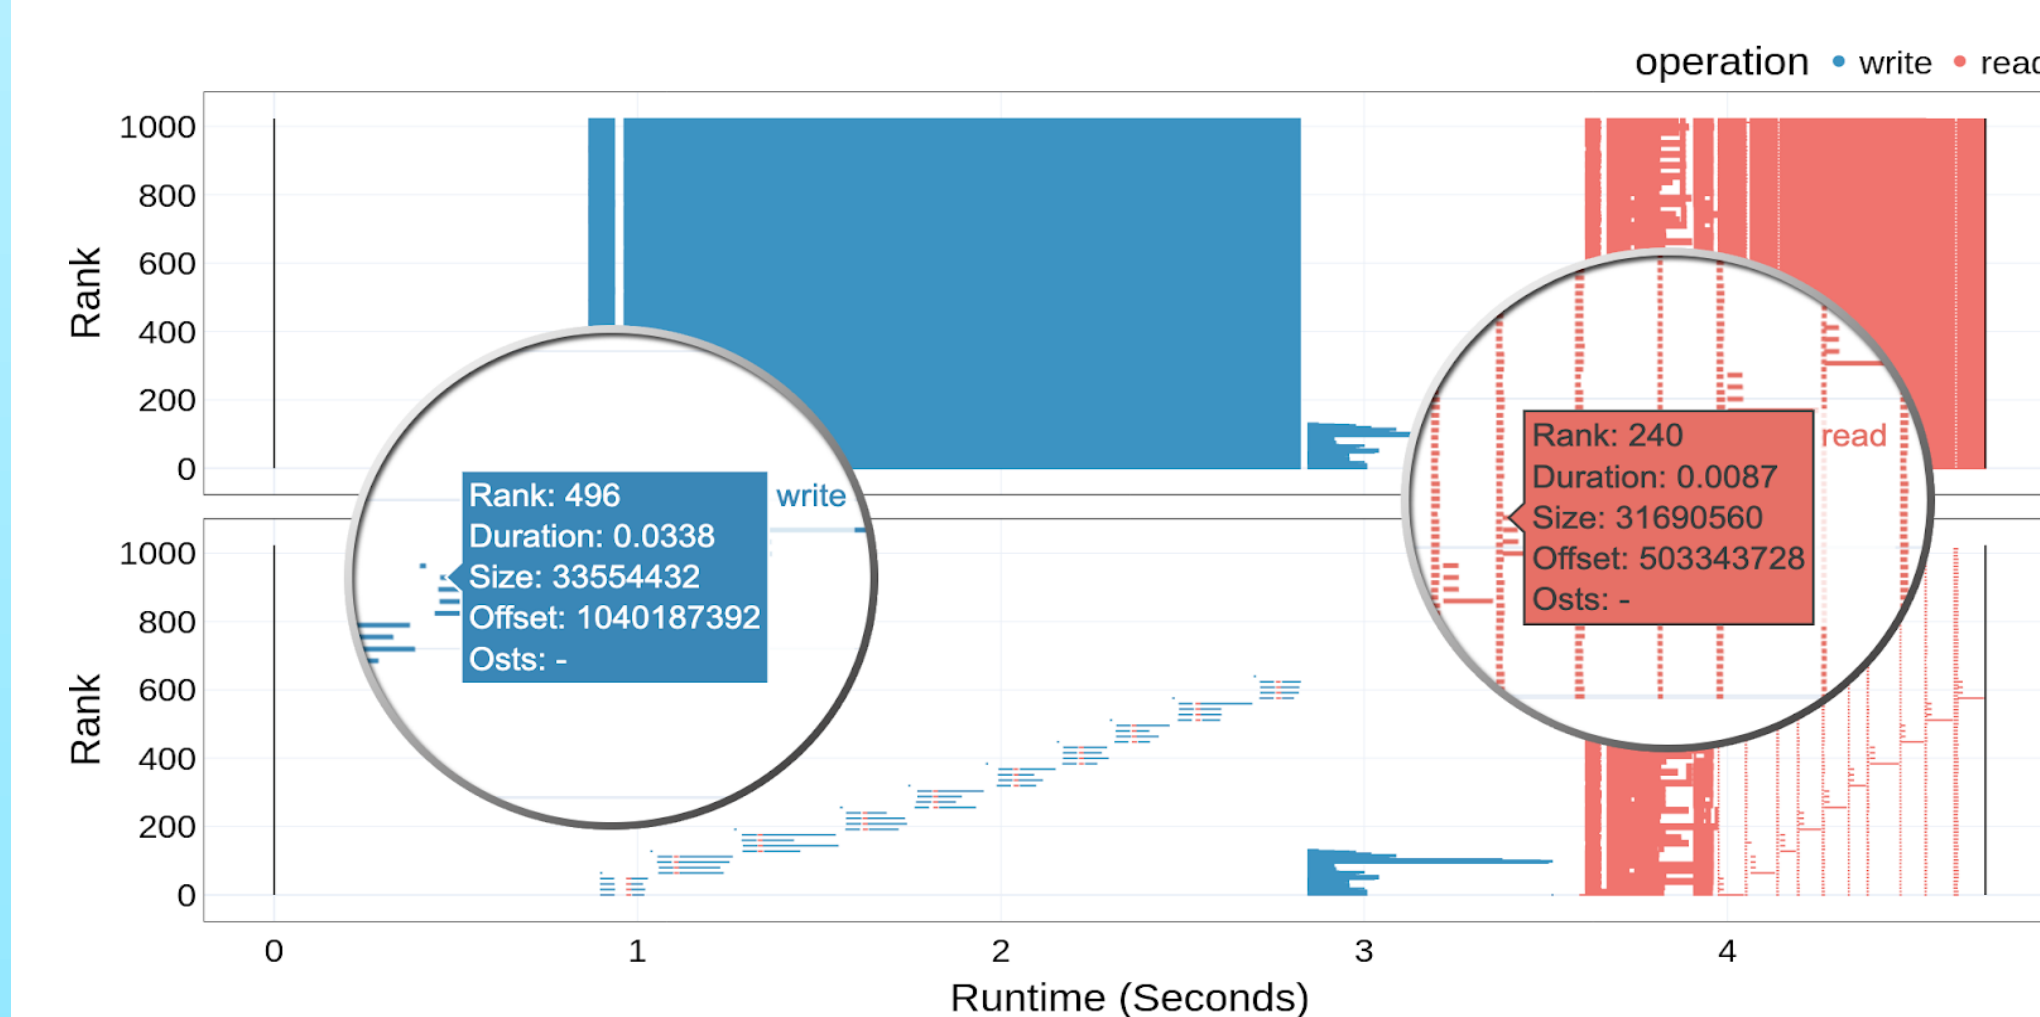 operation • write • read
1000
800
600
400
200
0
Rank
Rank: 496
Duration: 0.0338
Size: 33554432
Offset: 1040187392
Osts: -
write
Rank: 240
Duration: 0.0087
Size: 31690560
Offset: 503343728
Osts: -
read
1000
800
600
400
200
0
Rank
0 1 2 3 4
Runtime (Seconds)